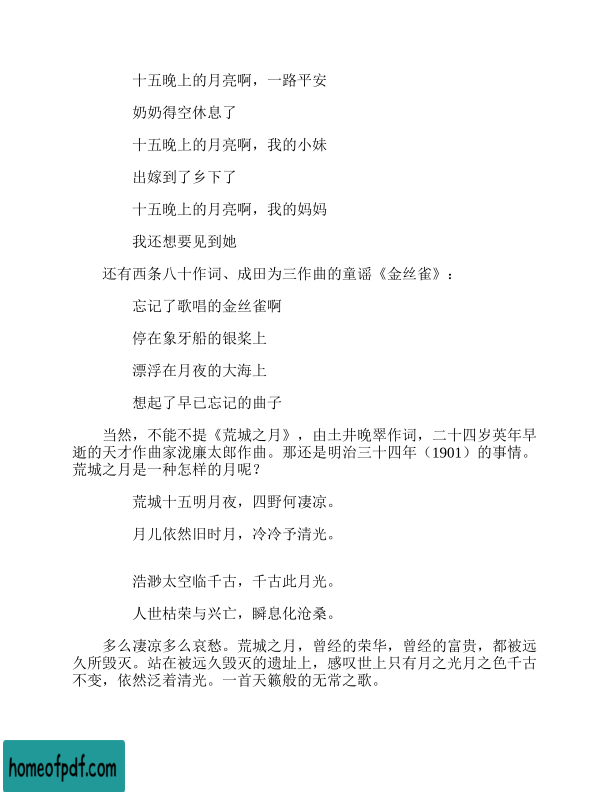 十五晚上的月亮啊，一路平安
奶奶得空休息了
十五晚上的月亮啊，我的小妹
出嫁到了乡下了
十五晚上的月亮啊，我的妈妈
我还想要见到她
还有西条八十作词、成田为三作曲的童谣《金丝雀》：
忘记了歌唱的金丝雀啊
停在象牙船的银桨上
漂浮在月夜的大海上
想起了早已忘记的曲子
当然，不能不提《荒城之月》，由土井晚翠作词，二十四岁英年早
逝的天才作曲家泷廉太郎作曲。那还是明治三十四年（1901）的事情。
荒城之月是一种怎样的月呢？
荒城十五明月夜，四野何凄凉。
月儿依然旧时月，冷冷予清光。
浩渺太空临千古，千古此月光。
人世枯荣与兴亡，瞬息化沧桑。
多么凄凉多么哀愁。荒城之月，曾经的荣华，曾经的富贵，都被远
久所毁灭。站在被远久毁灭的遗址上，感叹世上只有月之光月之色千古
不变，依然泛着清光。一首天籁般的无常之歌。
homeofpdf.com